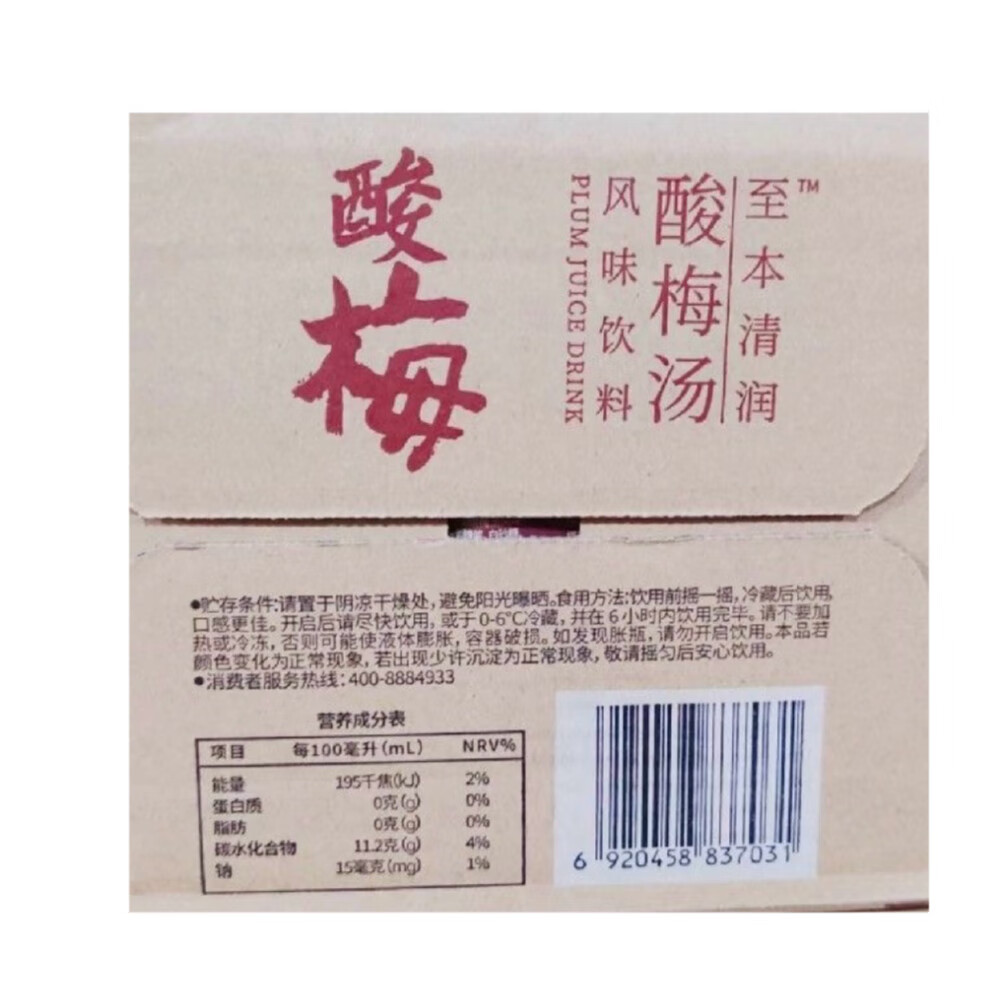 酸梅
至本清润
TM
酸梅汤
风味饮料
PLUM JUICE DRINK
●贮存条件:请置于阴凉干燥处,避免阳光曝晒。食用方法:饮用前摇一摇,冷藏后饮用,
口感更佳。开启后请尽快饮用,或于0-6℃冷藏,并在6小时内饮用完毕。请不要加
热或冷冻,否则可能使液体膨胀,容器破损。如发现胀瓶,请勿开启饮用。本品若
颜色变化为正常现象,若出现少许沉淀为正常现象,敬请摇匀后安心饮用。
●消费者服务热线:400-8884933
营养成分表
项目 每100毫升(mL) NRV%
能量 195千焦(kJ) 2%
蛋白质 0克(g) 0%
脂肪 0克(g) 0%
碳水化合物 11.2克(g) 4%
钠 15毫克(mg) 1%
6 920458 837031